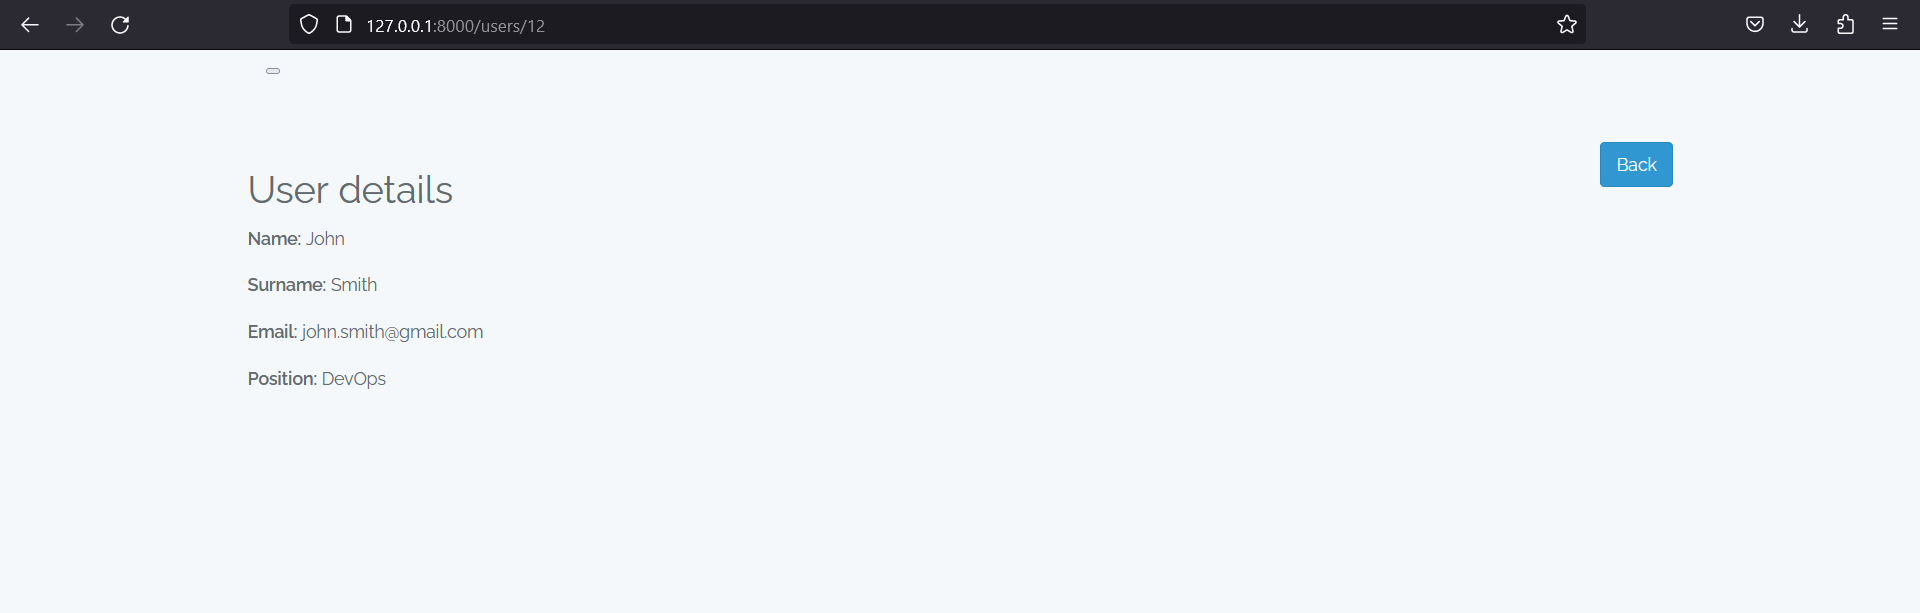 127.0.0.1:8000/users/12
Back
User details
Name: John
Surname: Smith
Email: john.smith@gmail.com
Position: DevOps